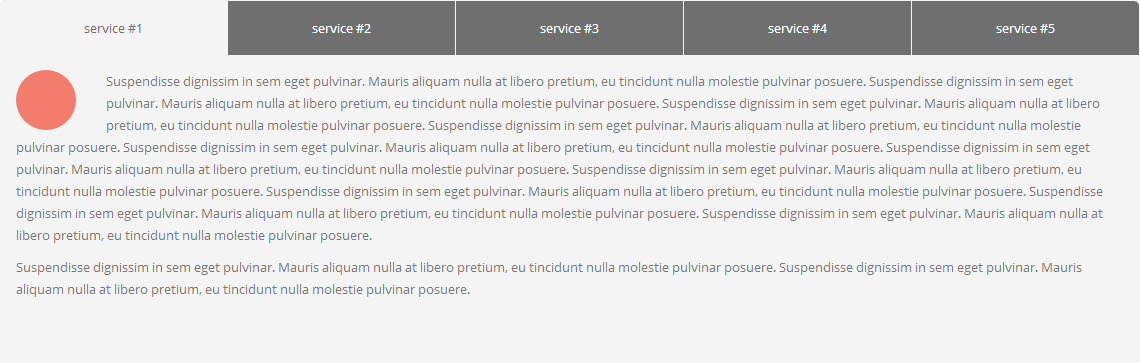 service #1
service #2
service #3
service #4
service #5
Suspendisse dignissim in sem eget pulvinar. Mauris aliquam nulla at libero pretium, eu tincidunt nulla molestie pulvinar posuere. Suspendisse dignissim in sem eget
pulvinar. Mauris aliquam nulla at libero pretium, eu tincidunt nulla molestie pulvinar posuere. Suspendisse dignissim in sem eget pulvinar. Mauris aliquam nulla at libero
pretium, eu tincidunt nulla molestie pulvinar posuere. Suspendisse dignissim in sem eget pulvinar. Mauris aliquam nulla at libero pretium, eu tincidunt nulla molestie
pulvinar posuere. Suspendisse dignissim in sem eget pulvinar. Mauris aliquam nulla at libero pretium, eu tincidunt nulla molestie pulvinar posuere. Suspendisse dignissim in sem eget
pulvinar. Mauris aliquam nulla at libero pretium, eu tincidunt nulla molestie pulvinar posuere. Suspendisse dignissim in sem eget pulvinar. Mauris aliquam nulla at libero pretium, eu
tincidunt nulla molestie pulvinar posuere. Suspendisse dignissim in sem eget pulvinar. Mauris aliquam nulla at libero pretium, eu tincidunt nulla molestie pulvinar posuere. Suspendisse
dignissim in sem eget pulvinar. Mauris aliquam nulla at libero pretium, eu tincidunt nulla molestie pulvinar posuere. Suspendisse dignissim in sem eget pulvinar. Mauris aliquam nulla at
libero pretium, eu tincidunt nulla molestie pulvinar posuere.
Suspendisse dignissim in sem eget pulvinar. Mauris aliquam nulla at libero pretium, eu tincidunt nulla molestie pulvinar posuere. Suspendisse dignissim in sem eget pulvinar. Mauris
aliquam nulla at libero pretium, eu tincidunt nulla molestie pulvinar posuere.